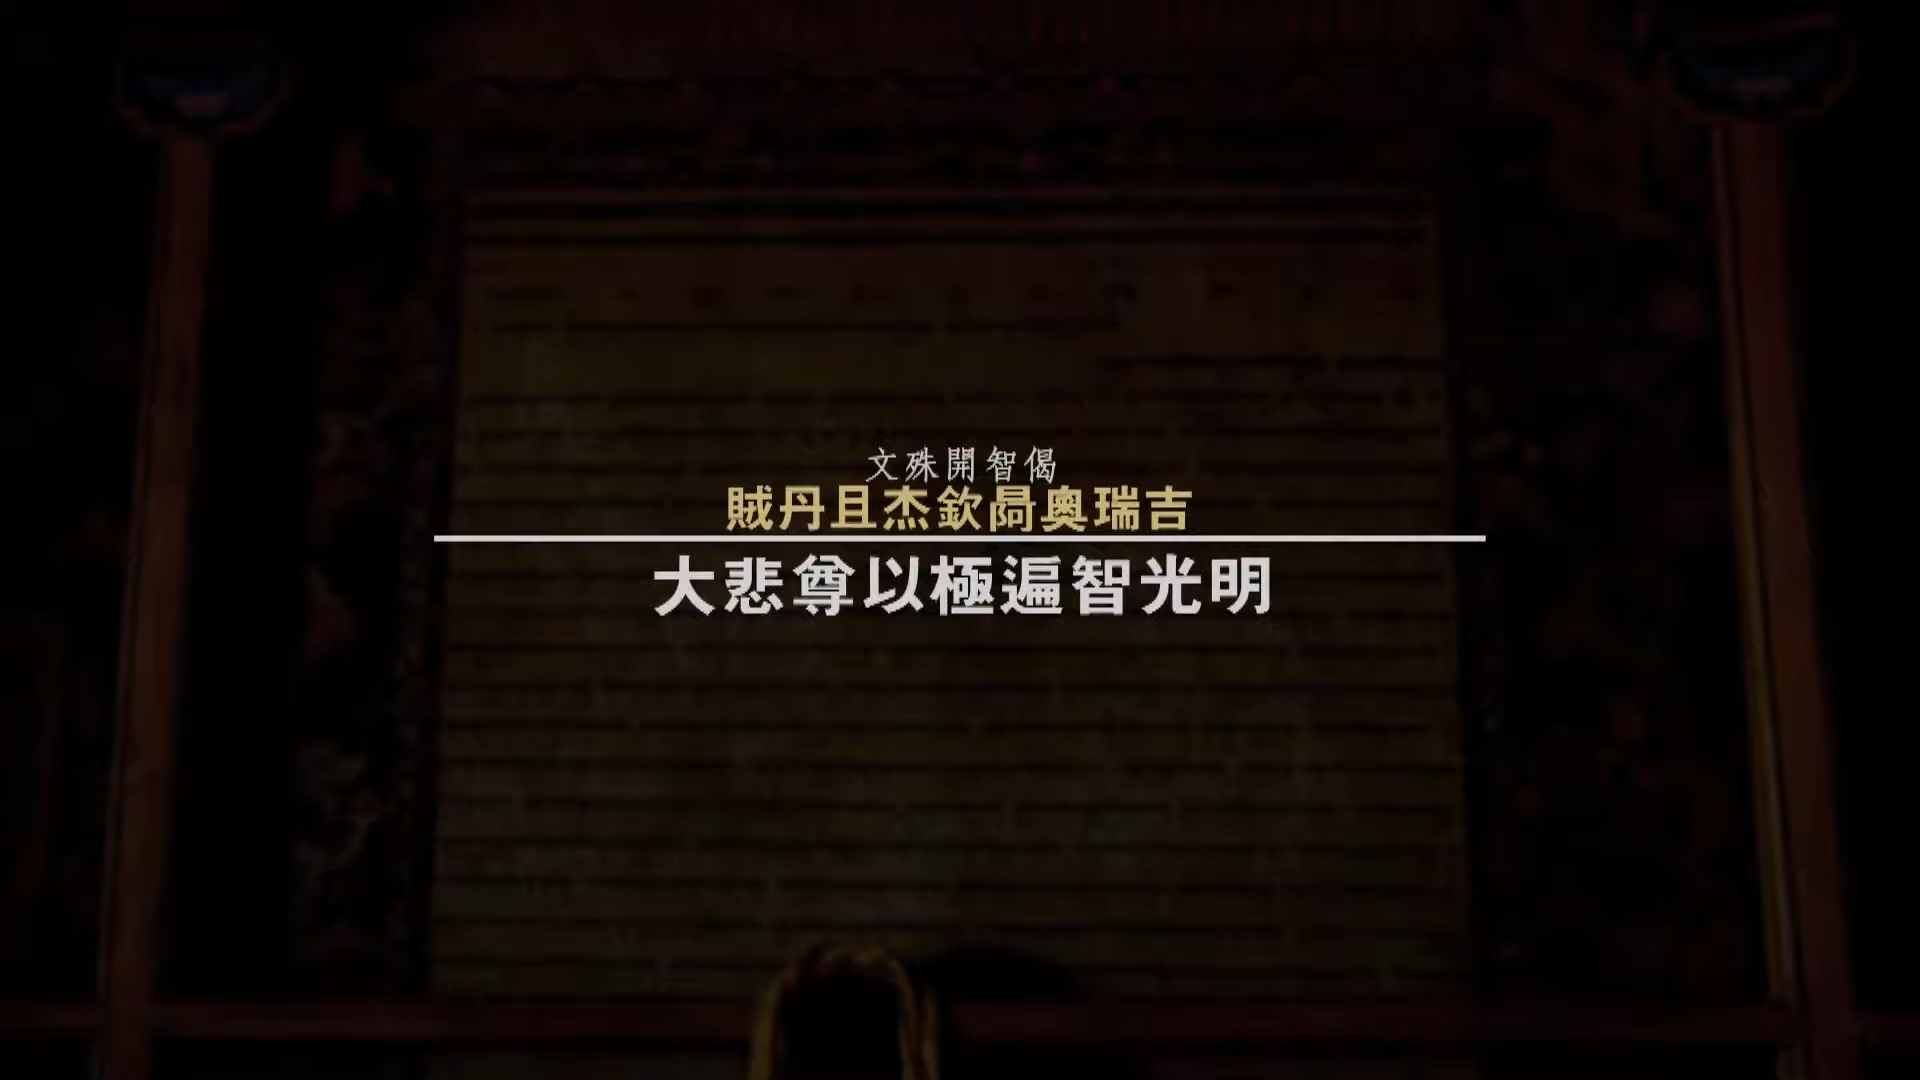 文殊開智偈
賊丹且杰欽咼奧瑞吉
大悲尊以極遍智光明